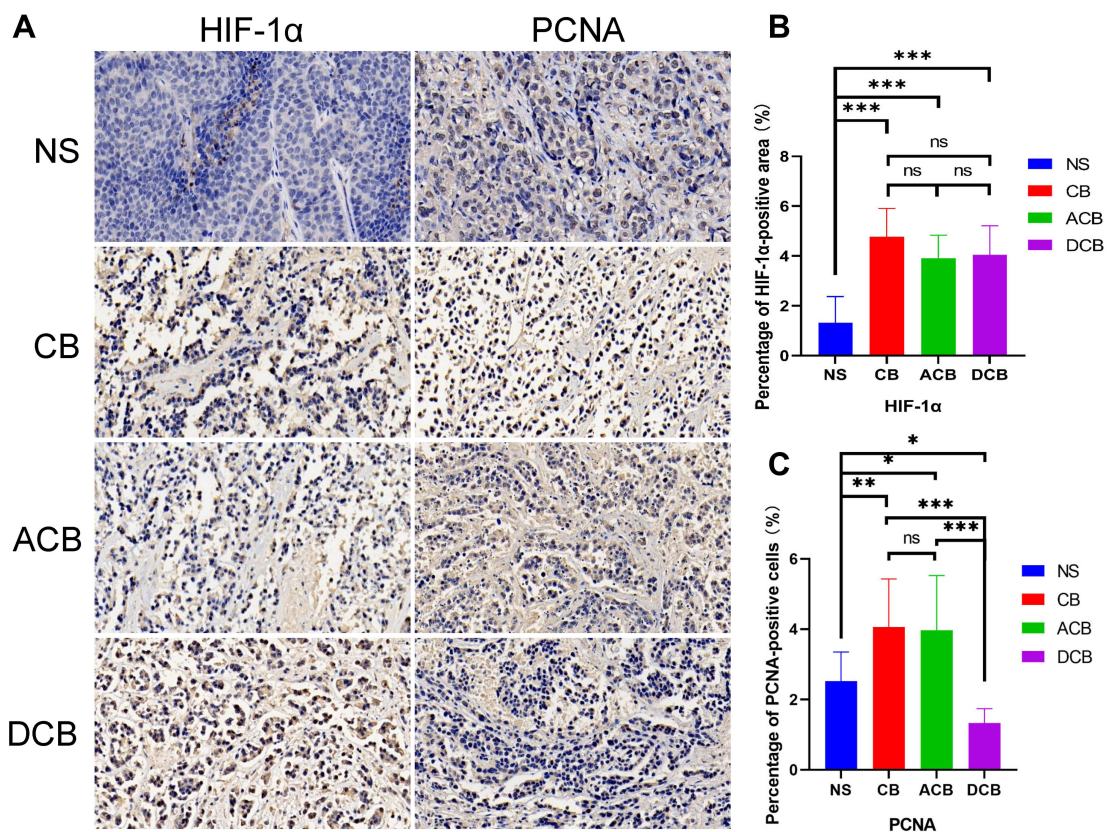 A
HIF-1α
PCNA
NS
CB
ACB
DCB
B
Percentage of HIF-1α-positive area (%)
***
***
***
ns
ns
ns
8
6
4
2
0
NS
CB
ACB
DCB
HIF-1α
NS
CB
ACB
DCB
C
Percentage of PCNA-positive cells (%)
*
*
**
***
***
ns
6
4
2
0
NS
CB
ACB
DCB
PCNA
NS
CB
ACB
DCB